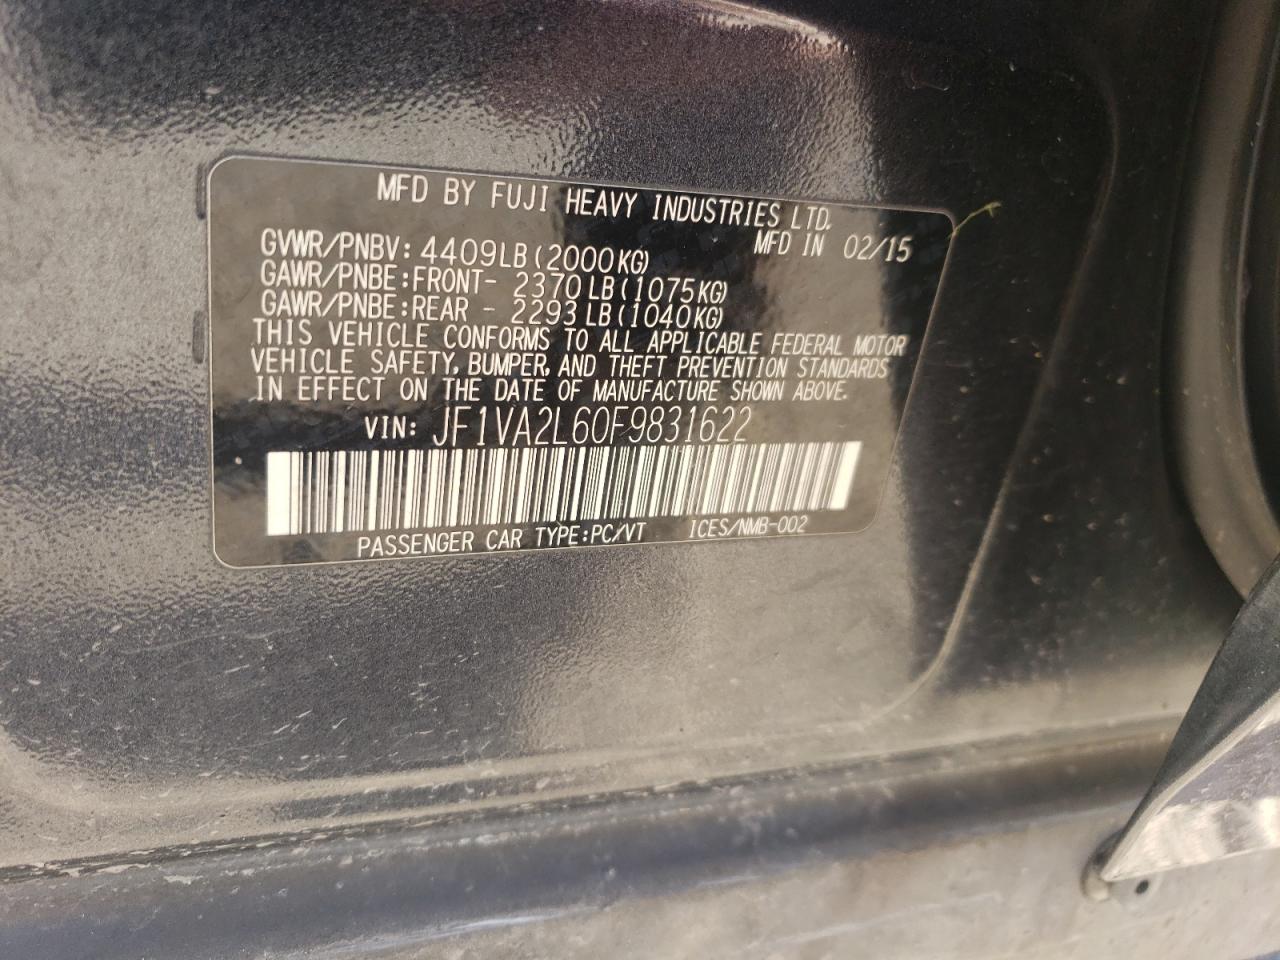 MFD BY FUJI HEAVY INDUSTRIES LTD.
MFD IN 02/15
GVWR/PNBV: 4409LB(2000KG)
GAWR/PNBE:FRONT- 2370LB(1075KG)
GAWR/PNBE:REAR - 2293LB(1040KG)
THIS VEHICLE CONFORMS TO ALL APPLICABLE FEDERAL MOTOR
VEHICLE SAFETY, BUMPER, AND THEFT PREVENTION STANDARDS
IN EFFECT ON THE DATE OF MANUFACTURE SHOWN ABOVE.
VIN: JF1VA2L60F9831622
PASSENGER CAR TYPE:PC/VT ICES/NMB-002